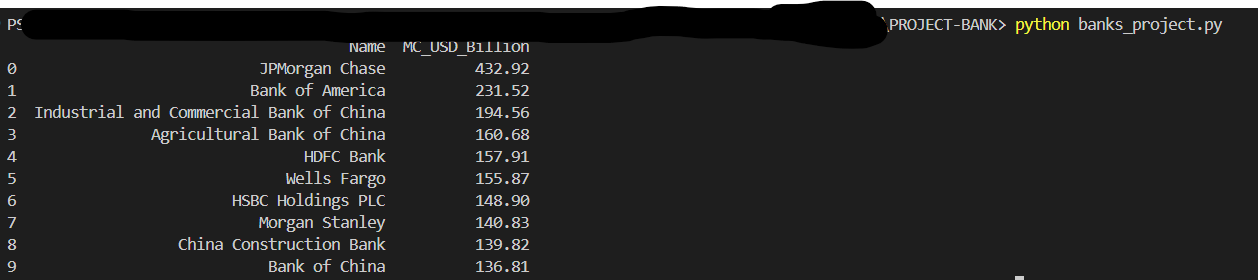 PS \PROJECT-BANK> python banks_project.py
Name MC_USD_Billion
0 JPMorgan Chase 432.92
1 Bank of America 231.52
2 Industrial and Commercial Bank of China 194.56
3 Agricultural Bank of China 160.68
4 HDFC Bank 157.91
5 Wells Fargo 155.87
6 HSBC Holdings PLC 148.90
7 Morgan Stanley 140.83
8 China Construction Bank 139.82
9 Bank of China 136.81